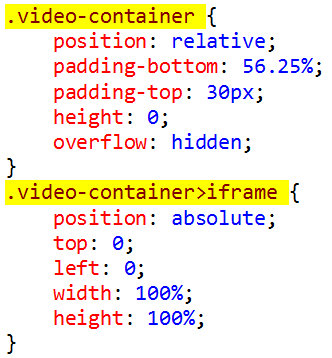 .video-container {
    position: relative;
    padding-bottom: 56.25%;
    padding-top: 30px;
    height: 0;
    overflow: hidden;
}
.video-container>iframe {
    position: absolute;
    top: 0;
    left: 0;
    width: 100%;
    height: 100%;
}